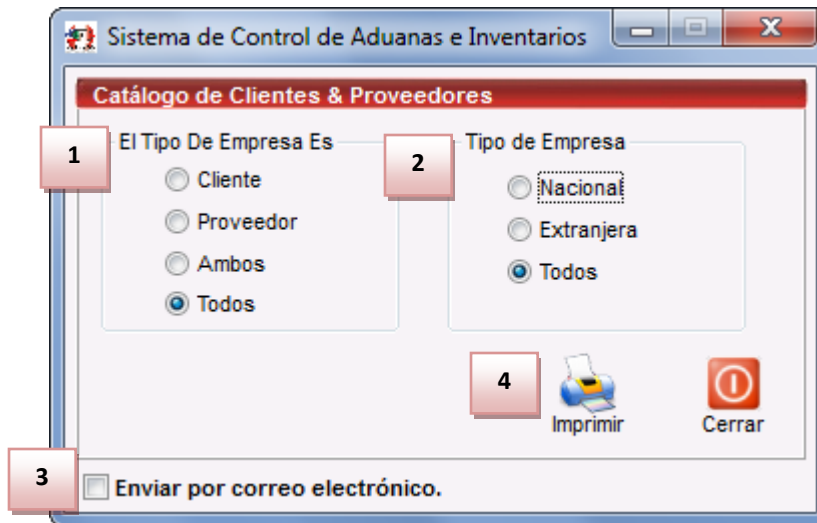 Sistema de Control de Aduanas e Inventarios
Catálogo de Clientes & Proveedores
1
El Tipo De Empresa Es
Cliente
Proveedor
Ambos
Todos
2
Tipo de Empresa
Nacional
Extranjera
Todos
4
Imprimir
Cerrar
3
Enviar por correo electrónico.